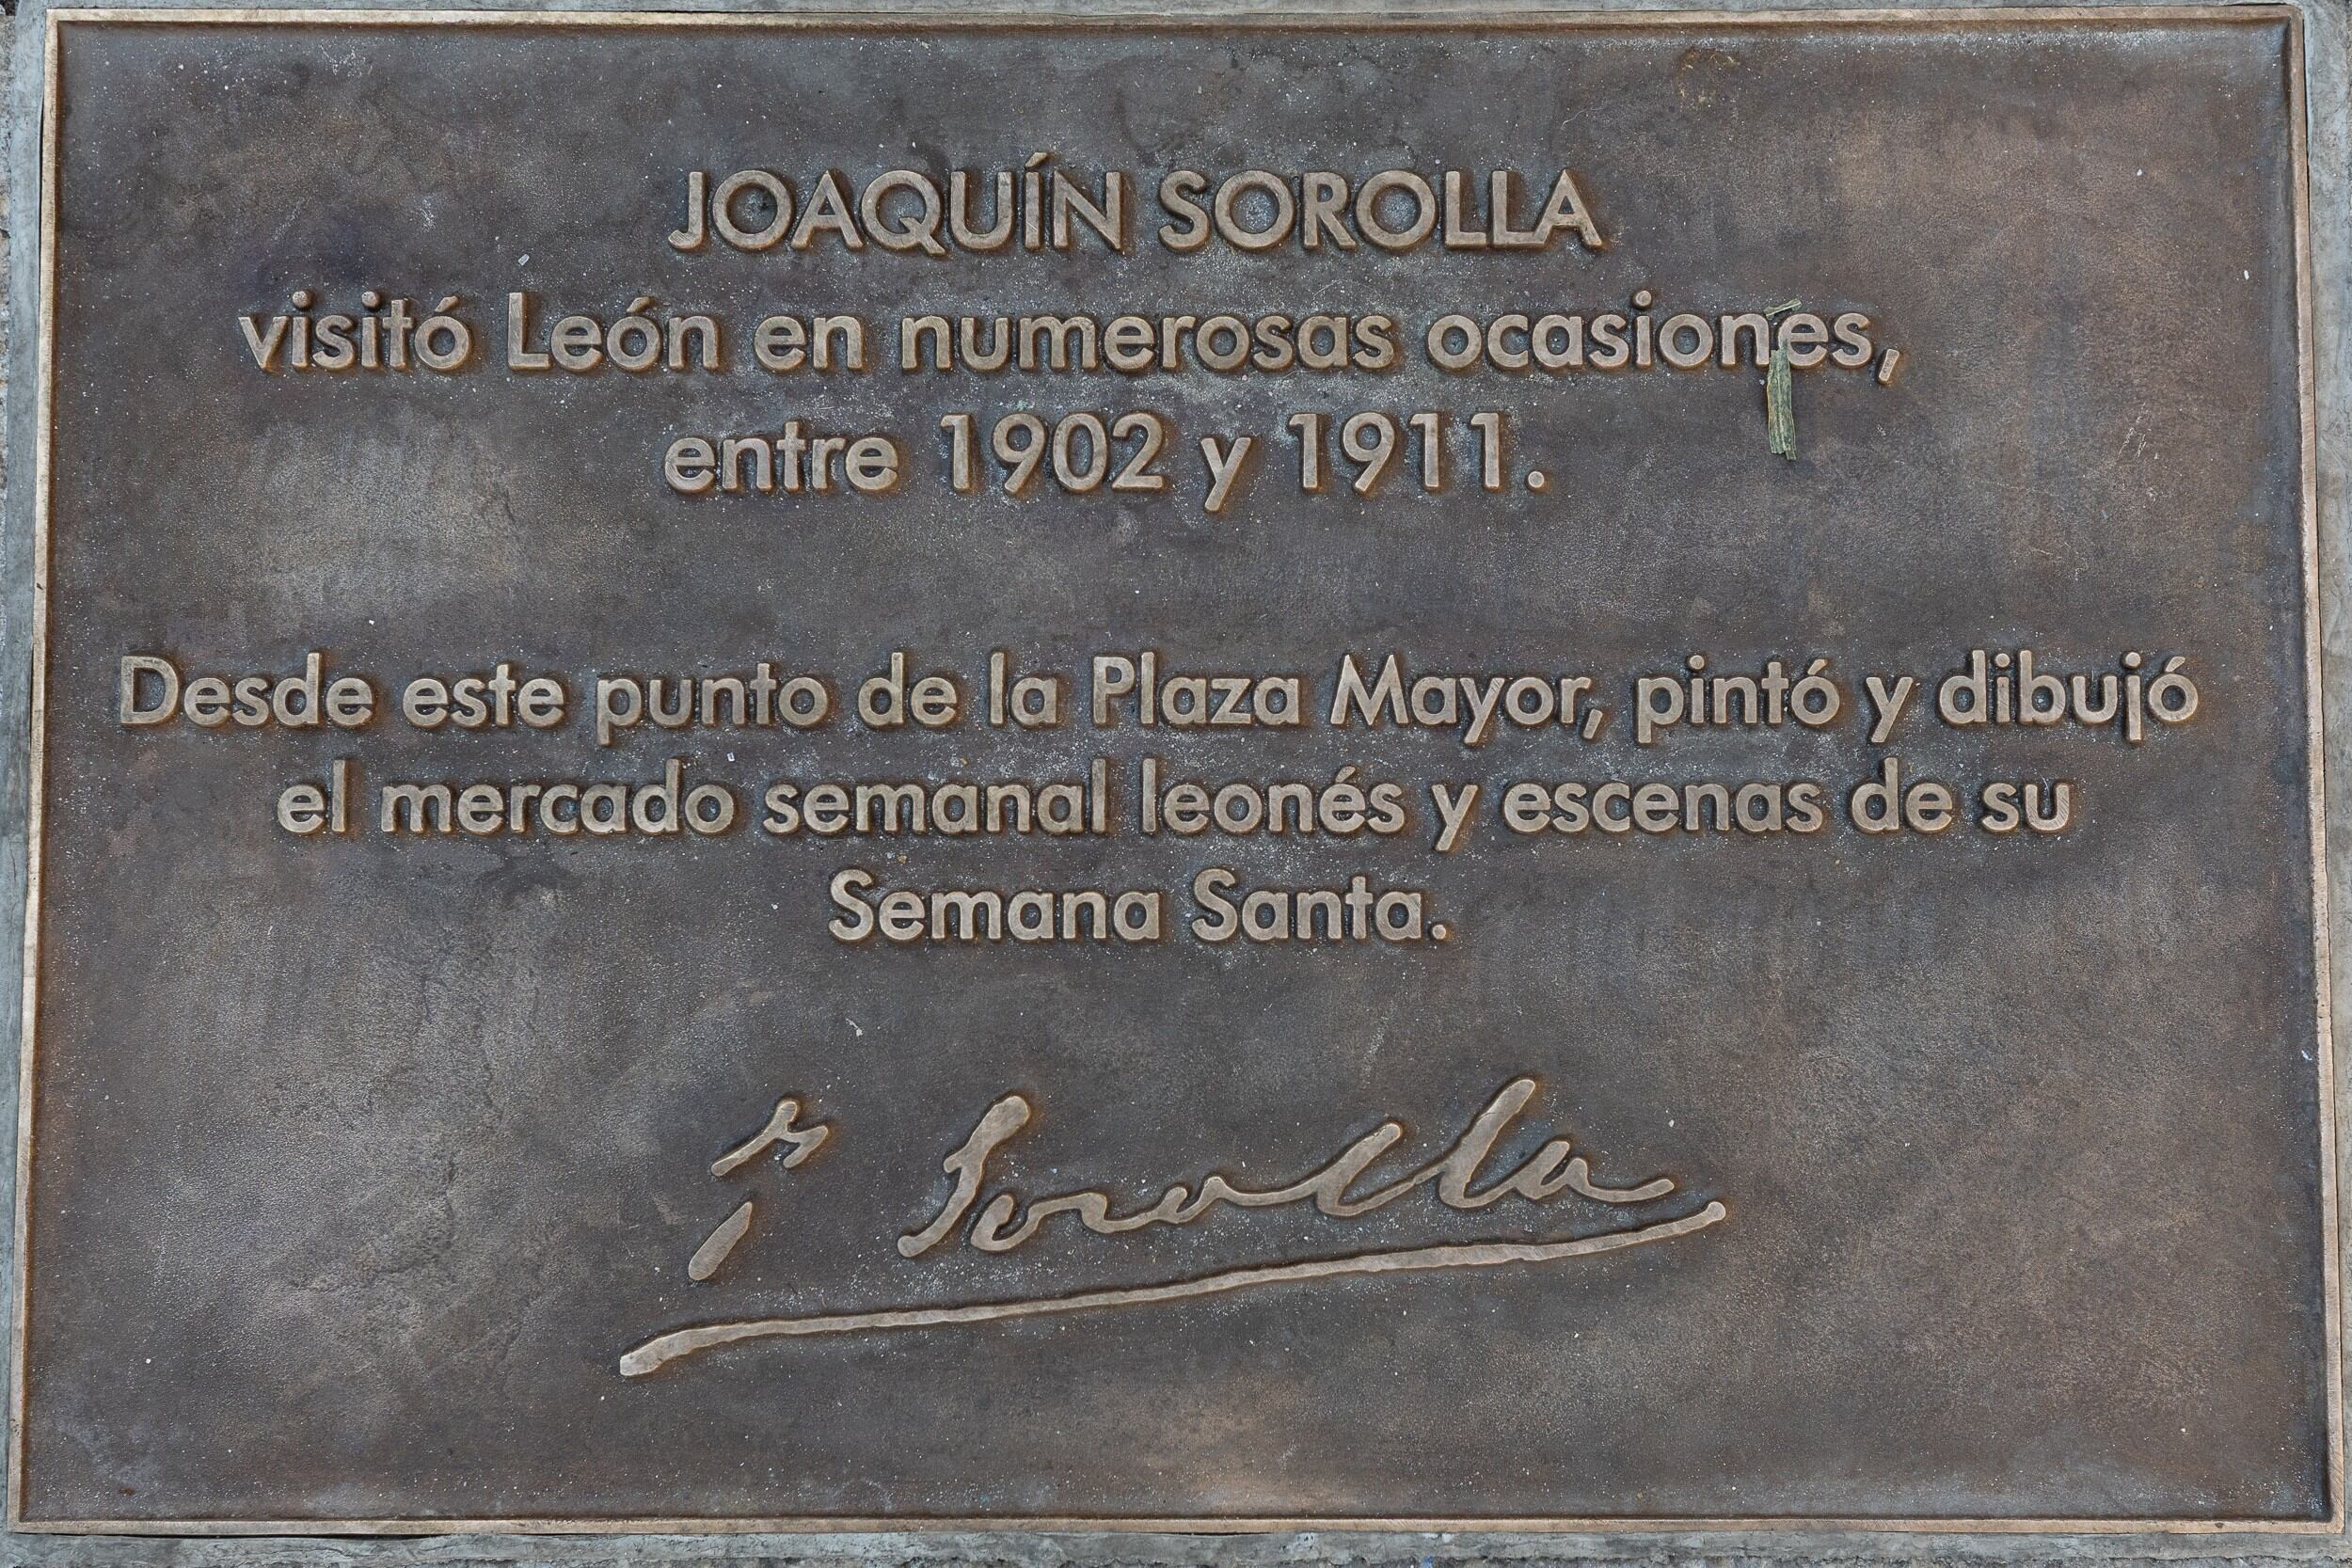 JOAQUÍN SOROLLA
visitó León en numerosas ocasiones,
entre 1902 y 1911.
Desde este punto de la Plaza Mayor, pintó y dibujó
el mercado semanal leonés y escenas de su
Semana Santa.
J Sorolla